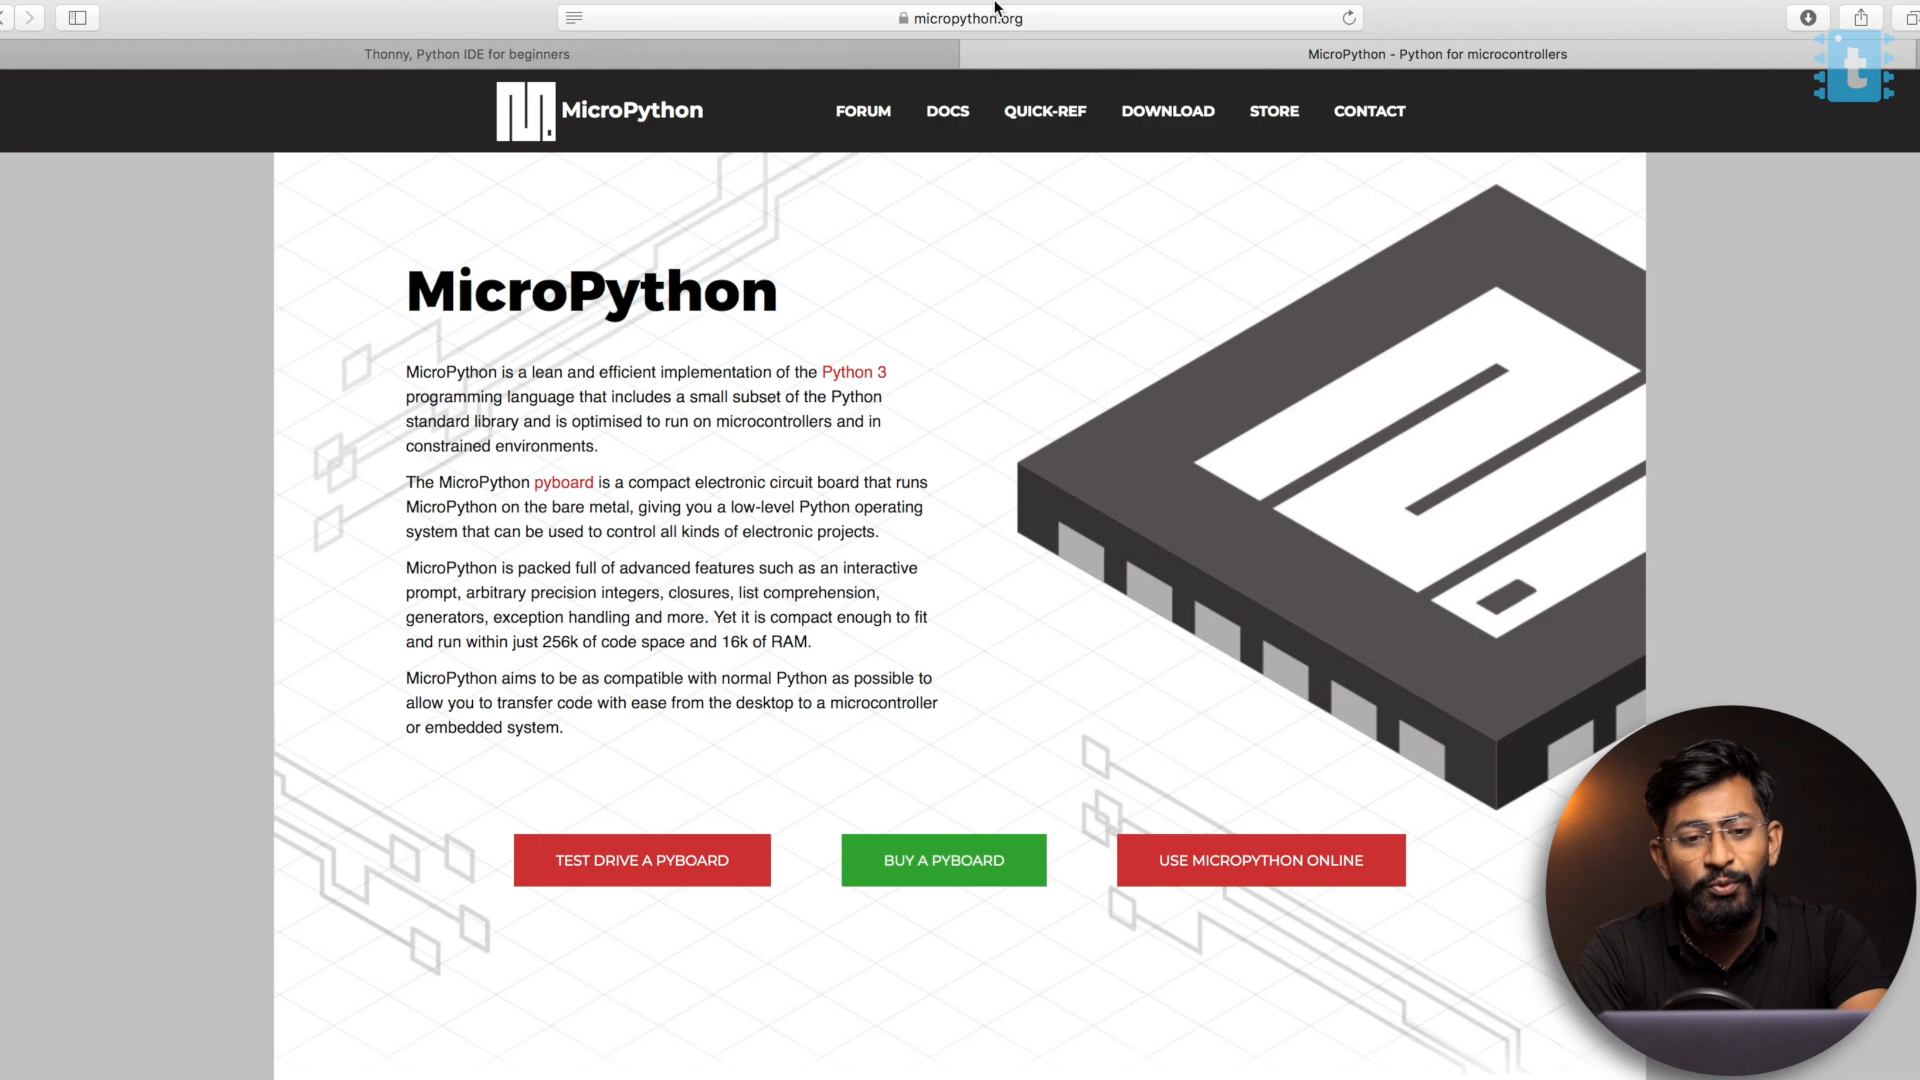 micropython.org
Thonny, Python IDE for beginners
MicroPython - Python for microcontrollers
t
MicroPython
FORUM
DOCS
QUICK-REF
DOWNLOAD
STORE
CONTACT
MicroPython
MicroPython is a lean and efficient implementation of the Python 3
programming language that includes a small subset of the Python
standard library and is optimised to run on microcontrollers and in
constrained environments.
The MicroPython pyboard is a compact electronic circuit board that runs
MicroPython on the bare metal, giving you a low-level Python operating
system that can be used to control all kinds of electronic projects.
MicroPython is packed full of advanced features such as an interactive
prompt, arbitrary precision integers, closures, list comprehension,
generators, exception handling and more. Yet it is compact enough to fit
and run within just 256k of code space and 16k of RAM.
MicroPython aims to be as compatible with normal Python as possible to
allow you to transfer code with ease from the desktop to a microcontroller
or embedded system.
TEST DRIVE A PYBOARD
BUY A PYBOARD
USE MICROPYTHON ONLINE